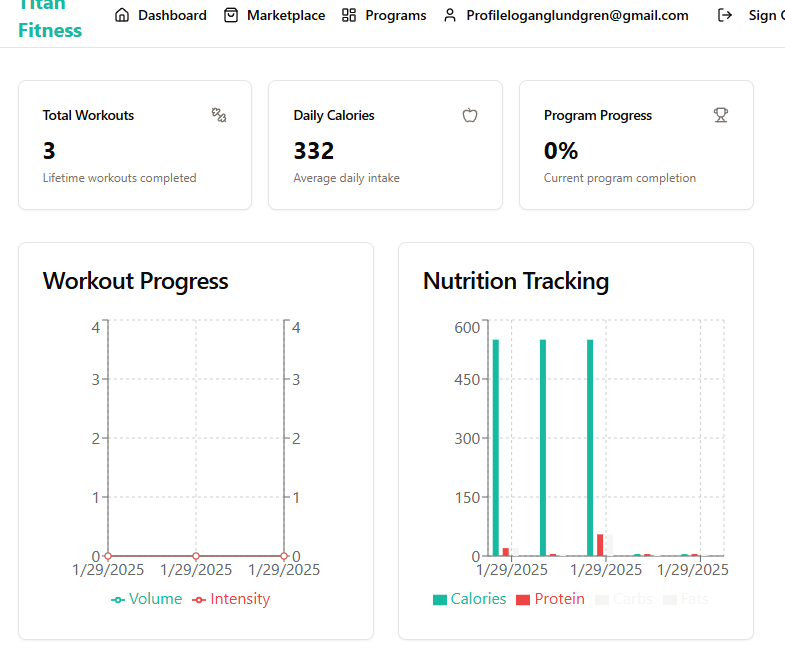 Titan
Fitness
Dashboard
Marketplace
Programs
Profileloganglundgren@gmail.com
Sign
Total Workouts
3
Lifetime workouts completed
Daily Calories
332
Average daily intake
Program Progress
0%
Current program completion
Workout Progress
4
3
2
1
0
4
3
2
1
0
1/29/2025 1/29/2025 1/29/2025
Volume Intensity
Nutrition Tracking
600
450
300
150
0
1/29/2025 1/29/2025 1/29/2025
Calories Protein Carbs Fats